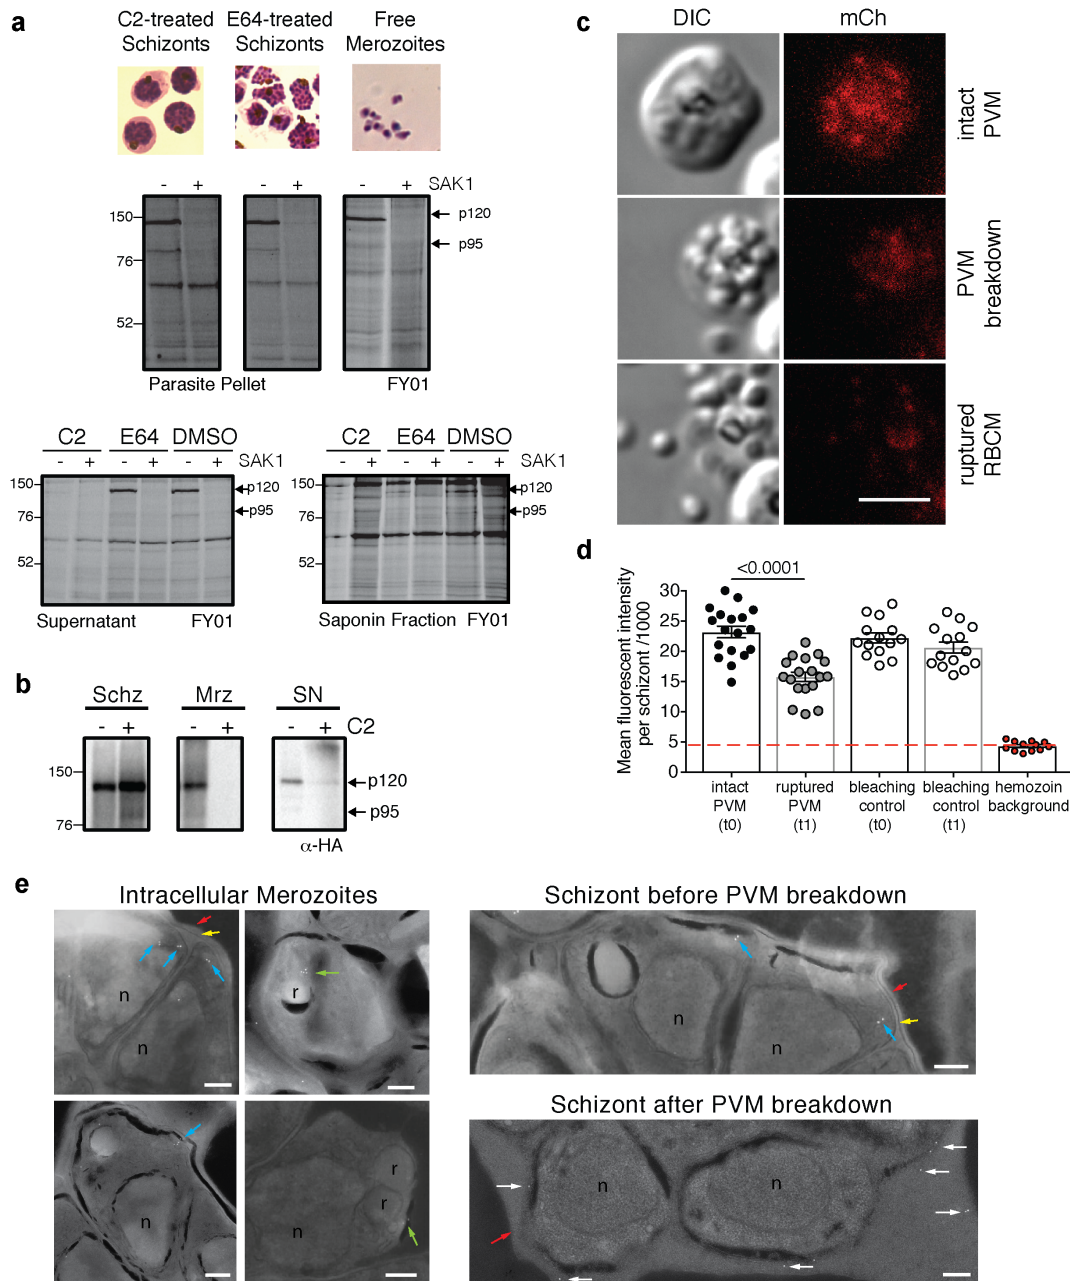 a
C2-treated
Schizonts
E64-treated
Schizonts
Free
Merozoites
- + - + - + SAK1
150
76
52
p120
p95
Parasite Pellet
FY01
C2 E64 DMSO
- + - + - + SAK1
150
76
52
p120
p95
Supernatant FY01
C2 E64 DMSO
- + - + - + SAK1
150
76
52
p120
p95
Saponin Fraction FY01
b
Schz Mrz SN
- + - + - + C2
150
76
p120
p95
α-HA
c
DIC mCh
intact
PVM
PVM
breakdown
ruptured
RBCM
d
<0.0001
Mean fluorescent intensity
per schizont /1000
30
25
20
15
10
5
0
intact
PVM
(t0)
ruptured
PVM
(t1)
bleaching
control
(t0)
bleaching
control
(t1)
hemozoin
background
e
Intracellular Merozoites
n
n
r
n
r
r
n
Schizont before PVM breakdown
n
n
Schizont after PVM breakdown
n
n